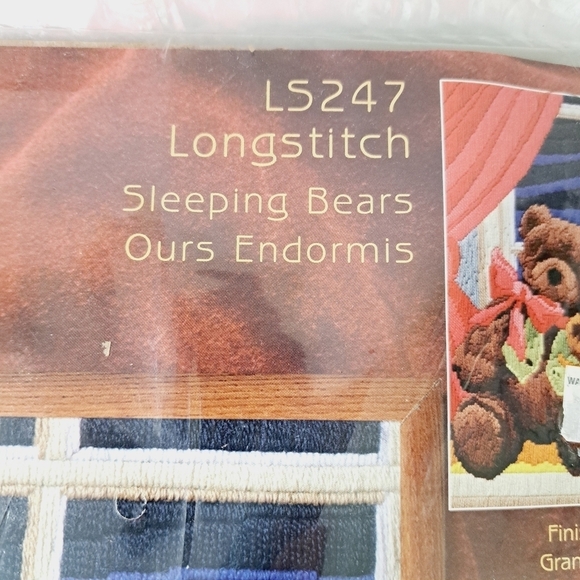 LS247
Longstitch
Sleeping Bears
Ours Endormis